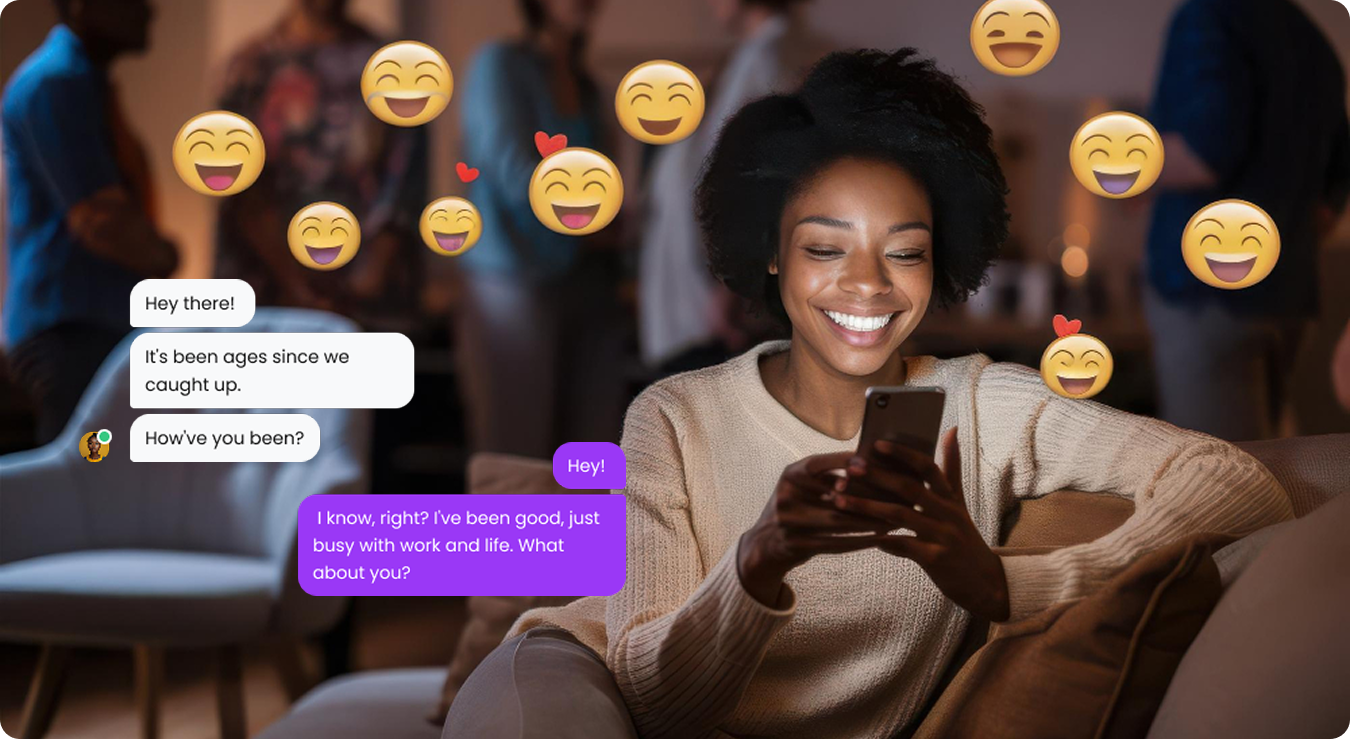 Hey there!
It's been ages since we
caught up.
How've you been?
Hey!
I know, right? I've been good, just
busy with work and life. What
about you?